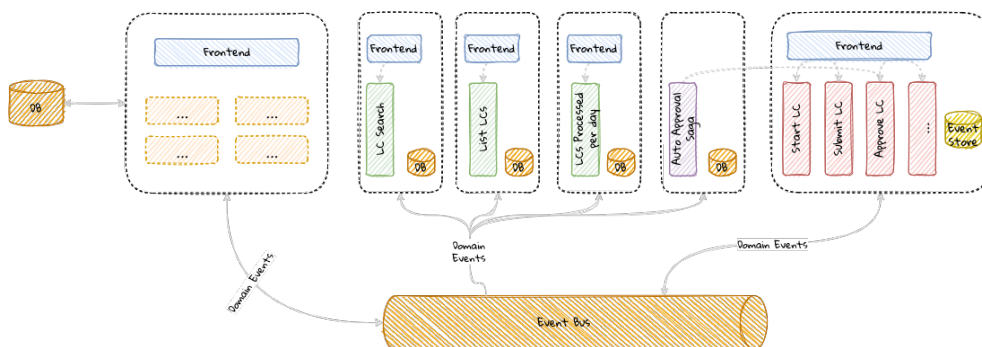 Frontend
Frontend
Frontend
Frontend
Frontend
DB
...
...
...
...
LC Search
DB
List LCs
DB
LCs Processed
per day
DB
Auto Approval
Saga
DB
Start LC
Submit LC
Approve LC
...
Event
Store
Domain Events
Domain
Events
Domain Events
Event Bus